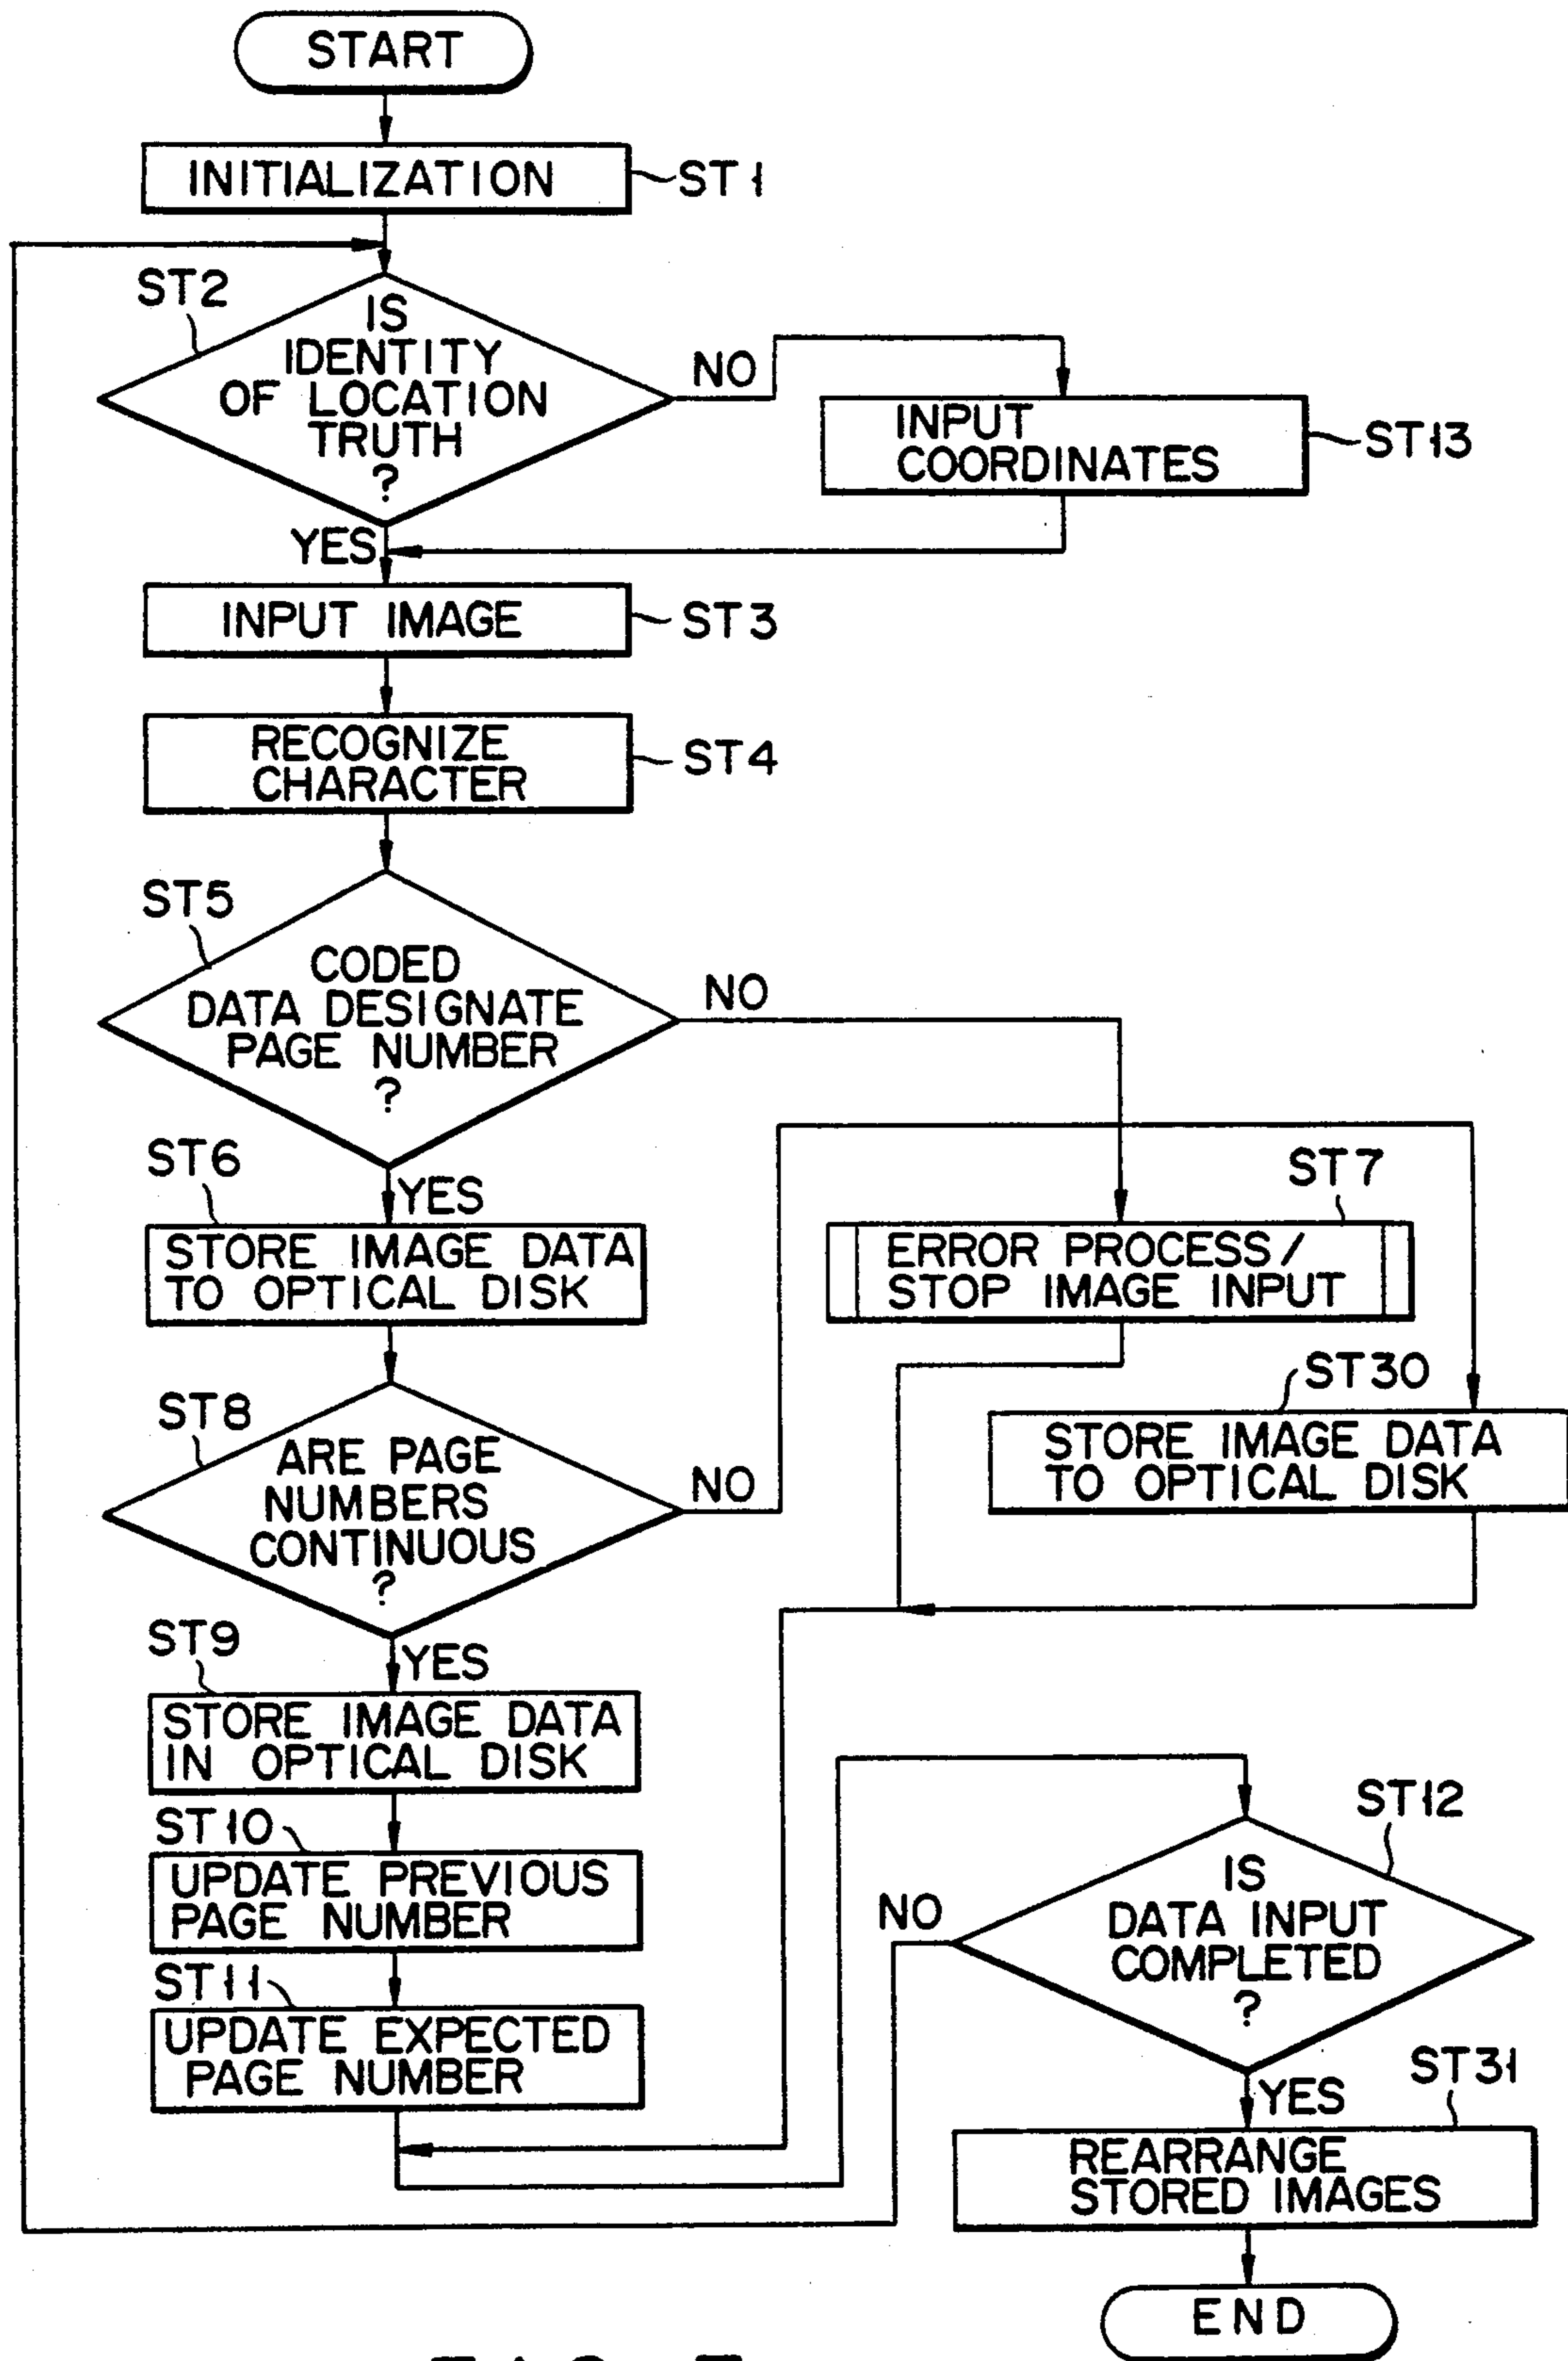 START
INITIALIZATION
ST1
ST2
IS
IDENTITY
OF LOCATION
TRUTH
?
NO
INPUT
COORDINATES
ST13
YES
INPUT IMAGE
ST3
RECOGNIZE
CHARACTER
ST4
ST5
CODED
DATA DESIGNATE
PAGE NUMBER
?
NO
YES
ST6
STORE IMAGE DATA
TO OPTICAL DISK
ST7
ERROR PROCESS/
STOP IMAGE INPUT
ST8
ARE PAGE
NUMBERS
CONTINUOUS
?
NO
ST30
STORE IMAGE DATA
TO OPTICAL DISK
YES
ST9
STORE IMAGE DATA
IN OPTICAL DISK
ST10
UPDATE PREVIOUS
PAGE NUMBER
ST11
UPDATE EXPECTED
PAGE NUMBER
ST12
IS
DATA INPUT
COMPLETED
?
NO
YES
ST31
REARRANGE
STORED IMAGES
END